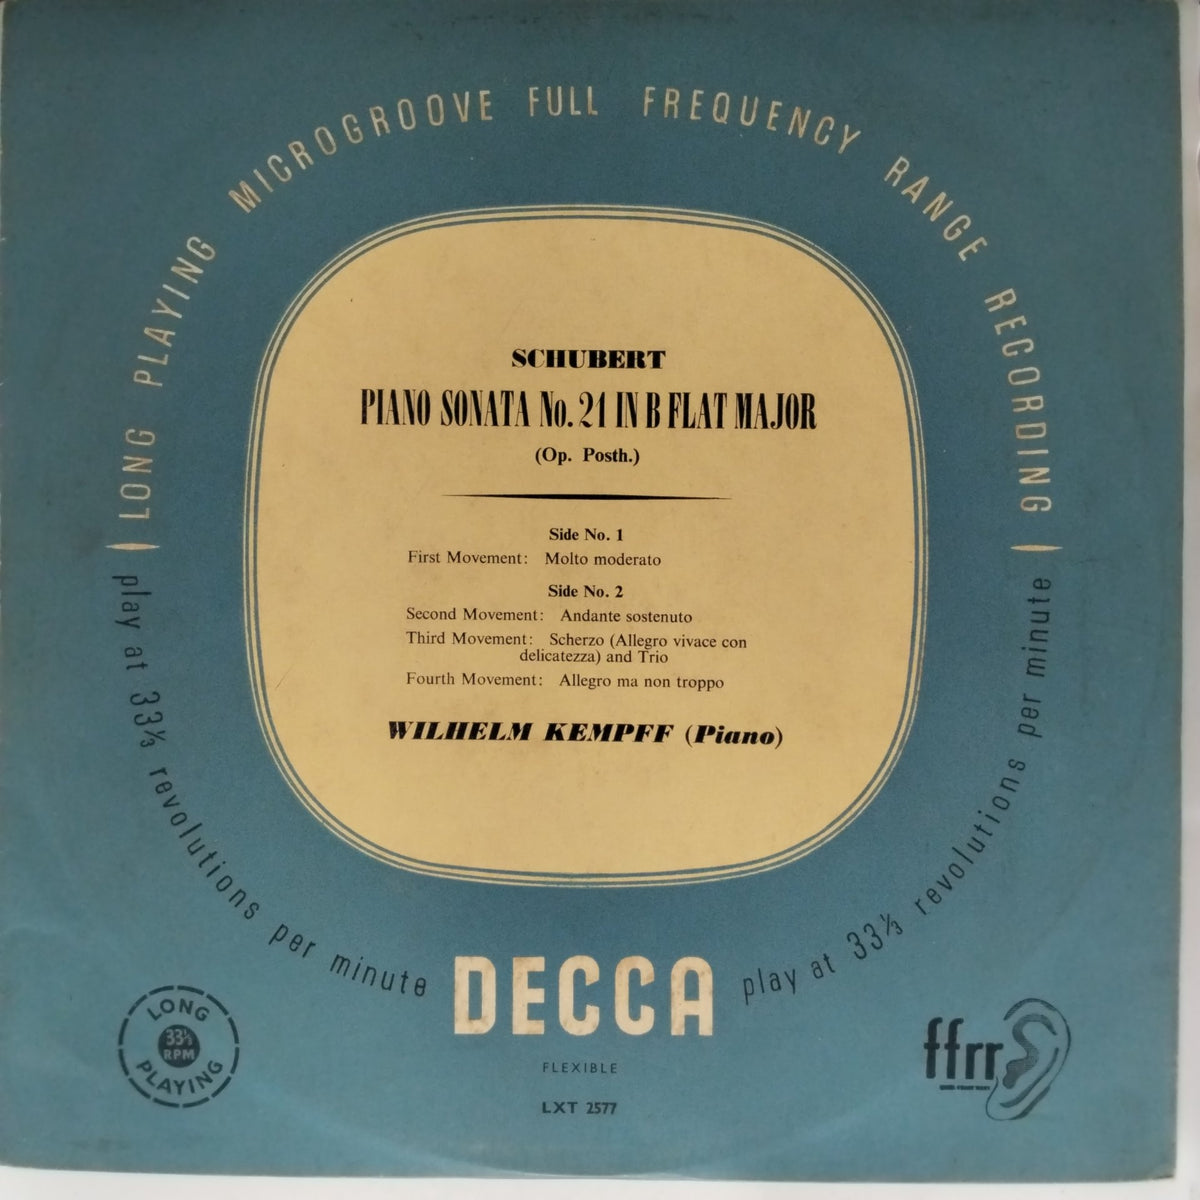 LONG PLAYING MICROGROOVE FULL FREQUENCY RANGE RECORDING
SCHUBERT
PIANO SONATA No. 21 IN B FLAT MAJOR
(Op. Posth.)
Side No. 1
First Movement: Molto moderato
Side No. 2
Second Movement: Andante sostenuto
Third Movement: Scherzo (Allegro vivace con
delicatezza) and Trio
Fourth Movement: Allegro ma non troppo
WILHELM KEMPFF (Piano)
play at 33⅓ revolutions per minute
DECCA
play at 33⅓ revolutions per minute
LONG
33⅓
RPM
PLAYING
FLEXIBLE
LXT 2577
ffrr